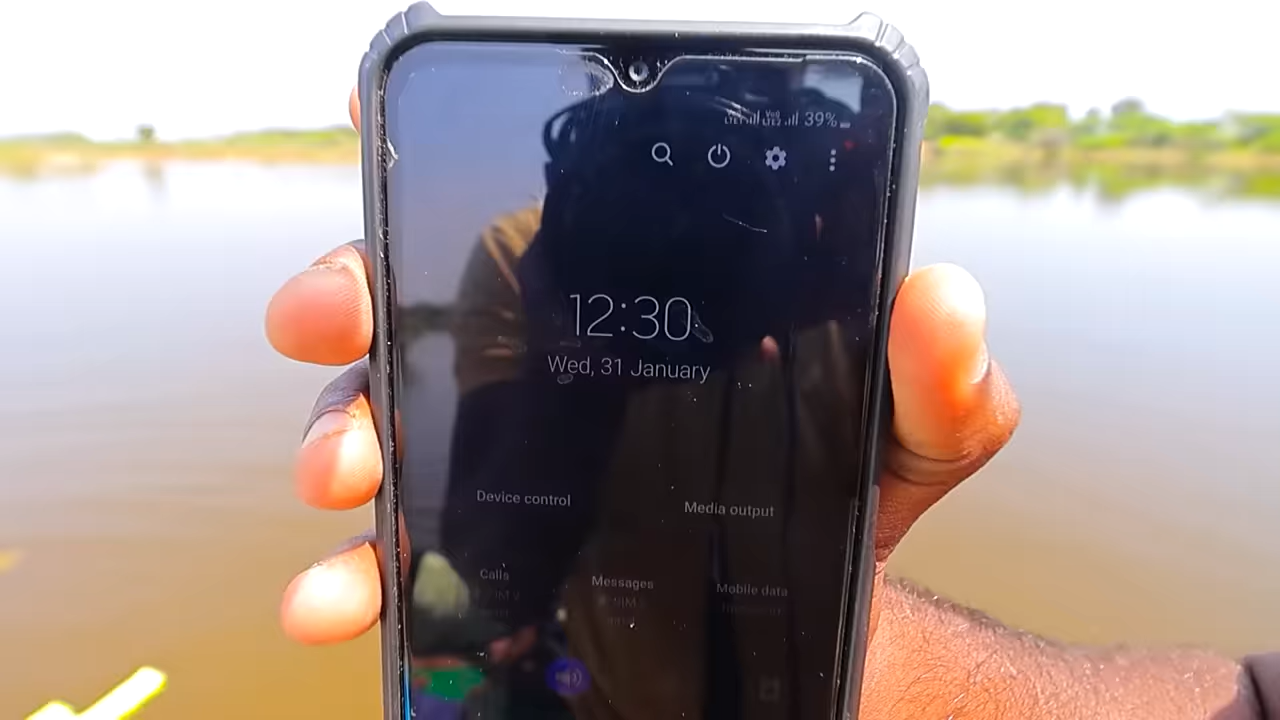 39%
12:30
Wed, 31 January
Device control
Media output
Calls
Messages
Mobile data